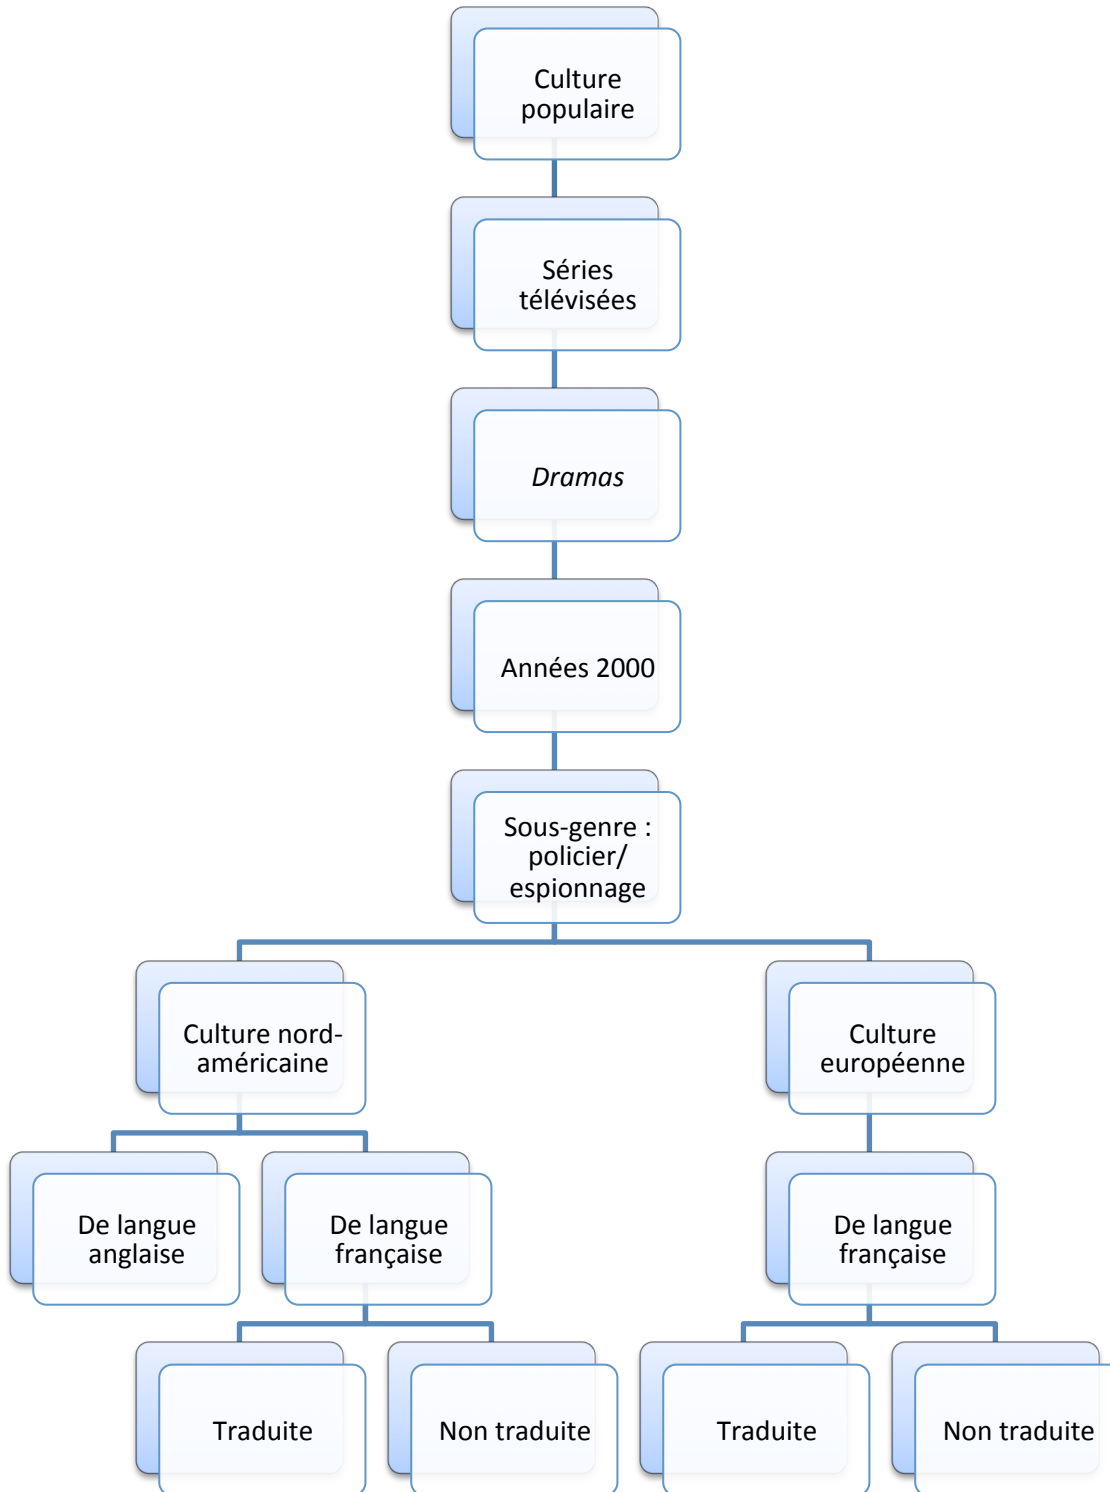 Culture
populaire
Séries
télévisées
Dramas
Années 2000
Sous-genre :
policier/
espionnage
Culture nord-
américaine
Culture
européenne
De langue
anglaise
De langue
française
De langue
française
Traduite
Non traduite
Traduite
Non traduite